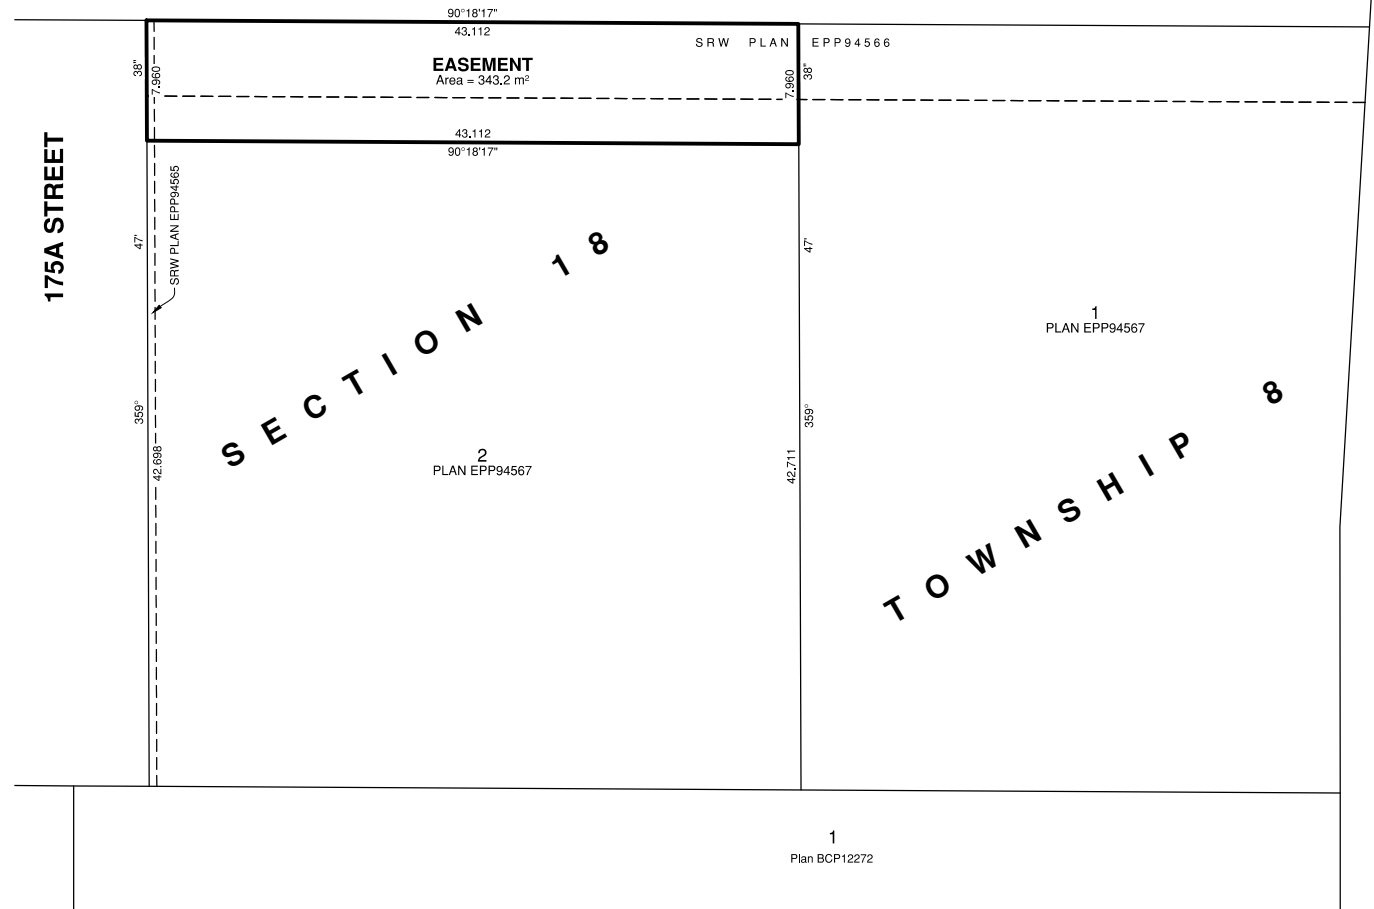 90°18'17"
43.112
SRW PLAN EPP94566
EASEMENT
Area = 343.2 m²
38"
7.960
7.960
38"
43.112
90°18'17"
175A STREET
SRW PLAN EPP94565
47'
47'
SECTION 18
1
PLAN EPP94567
359°
359°
42.698
42.711
2
PLAN EPP94567
TOWNSHIP 8
1
Plan BCP12272